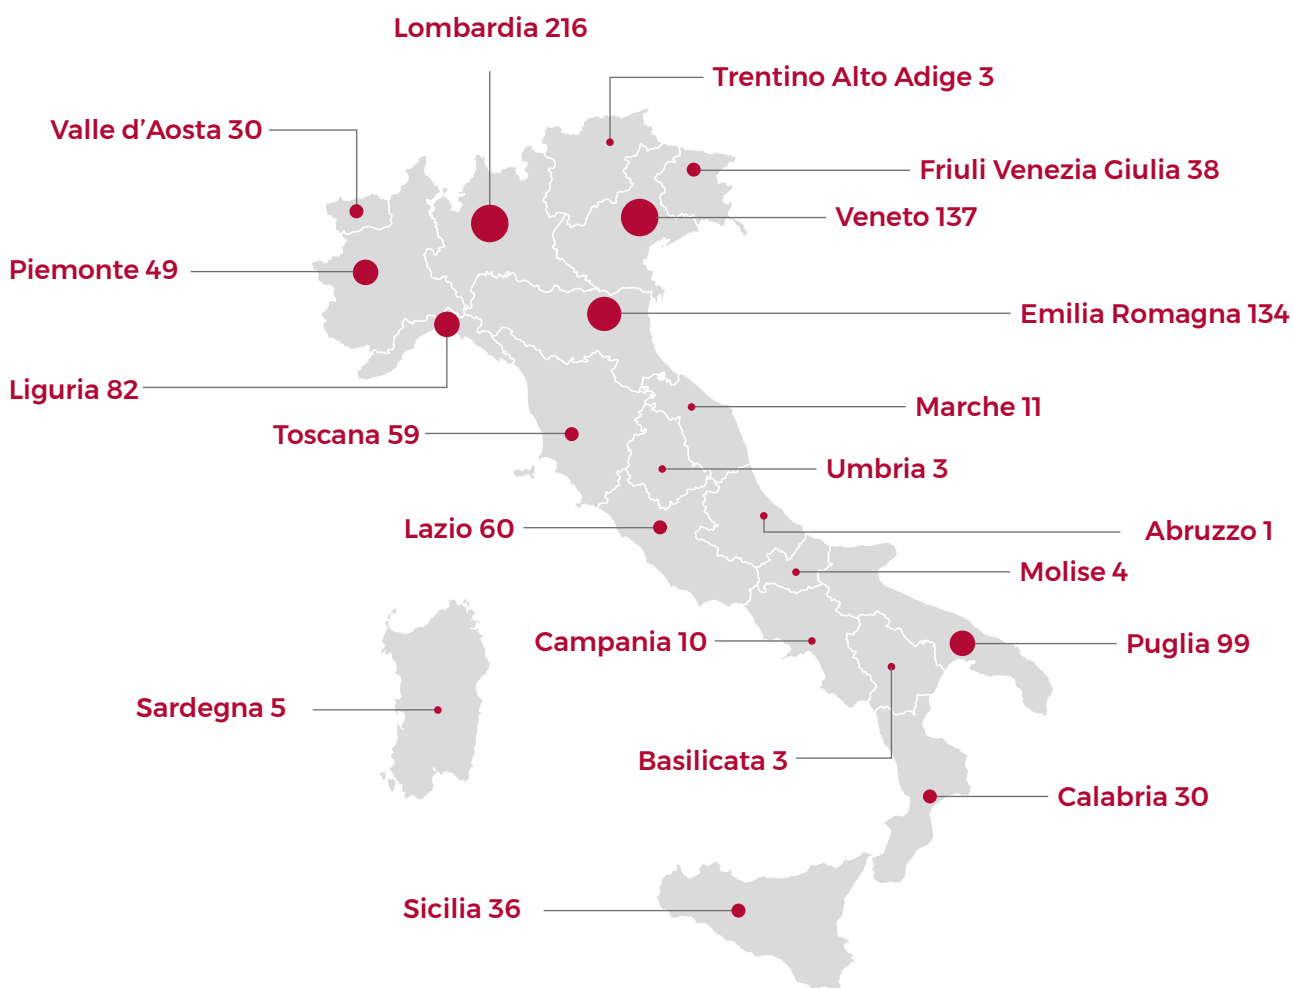 Lombardia 216
Trentino Alto Adige 3
Valle d’Aosta 30
Friuli Venezia Giulia 38
Veneto 137
Piemonte 49
Emilia Romagna 134
Liguria 82
Marche 11
Toscana 59
Umbria 3
Lazio 60
Abruzzo 1
Molise 4
Campania 10
Puglia 99
Sardegna 5
Basilicata 3
Calabria 30
Sicilia 36